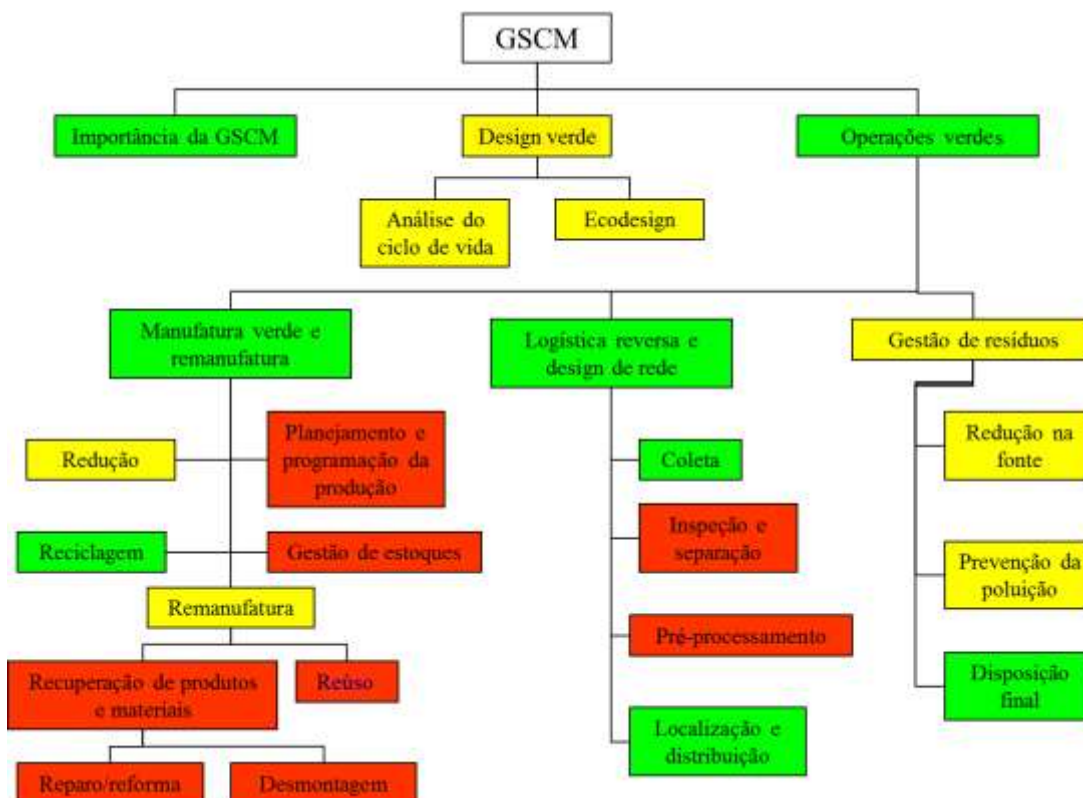 GSCM
Importância da GSCM
Design verde
Operações verdes
Análise do
ciclo de vida
Ecodesign
Manufatura verde e
remanufatura
Logística reversa e
design de rede
Gestão de resíduos
Redução
Planejamento e
programação da
produção
Coleta
Redução na
fonte
Reciclagem
Gestão de estoques
Inspeção e
separação
Prevenção da
poluição
Remanufatura
Pré-processamento
Recuperação de produtos
e materiais
Reúso
Disposição
final
Localização e
distribuição
Reparo/reforma
Desmontagem